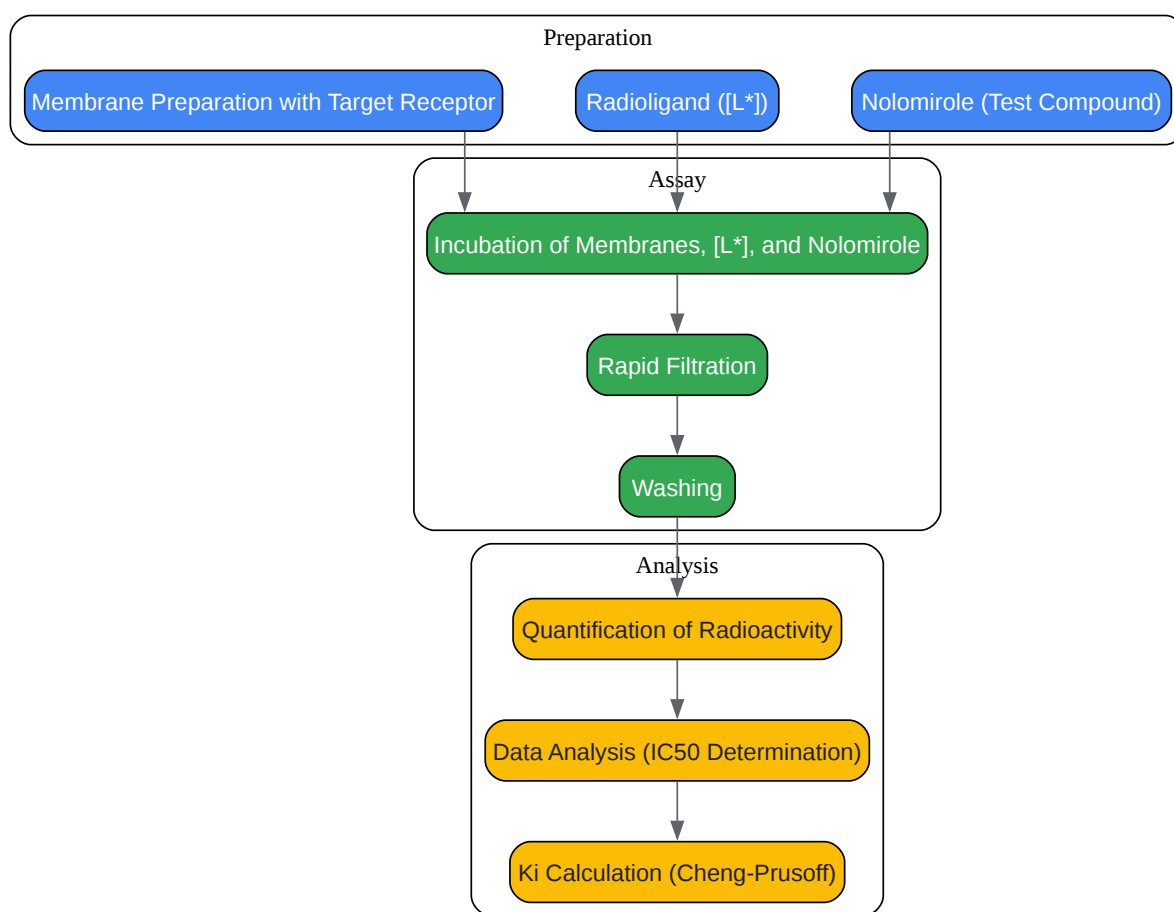 Preparation
Membrane Preparation with Target Receptor
Radioligand ([L*])
Nolomirole (Test Compound)
Assay
Incubation of Membranes, [L*], and Nolomirole
Rapid Filtration
Washing
Analysis
Quantification of Radioactivity
Data Analysis (IC50 Determination)
Ki Calculation (Cheng-Prusoff)